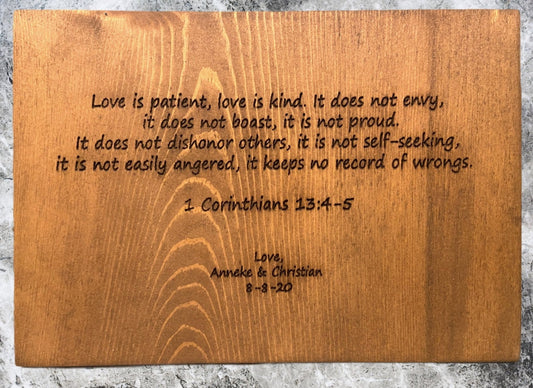 Love is patient, love is kind. It does not envy,
it does not boast, it is not proud.
It does not dishonor others, it is not self-seeking,
it is not easily angered, it keeps no record of wrongs.
1 Corinthians 13:4-5
Love,
Anneke & Christian
8-8-20